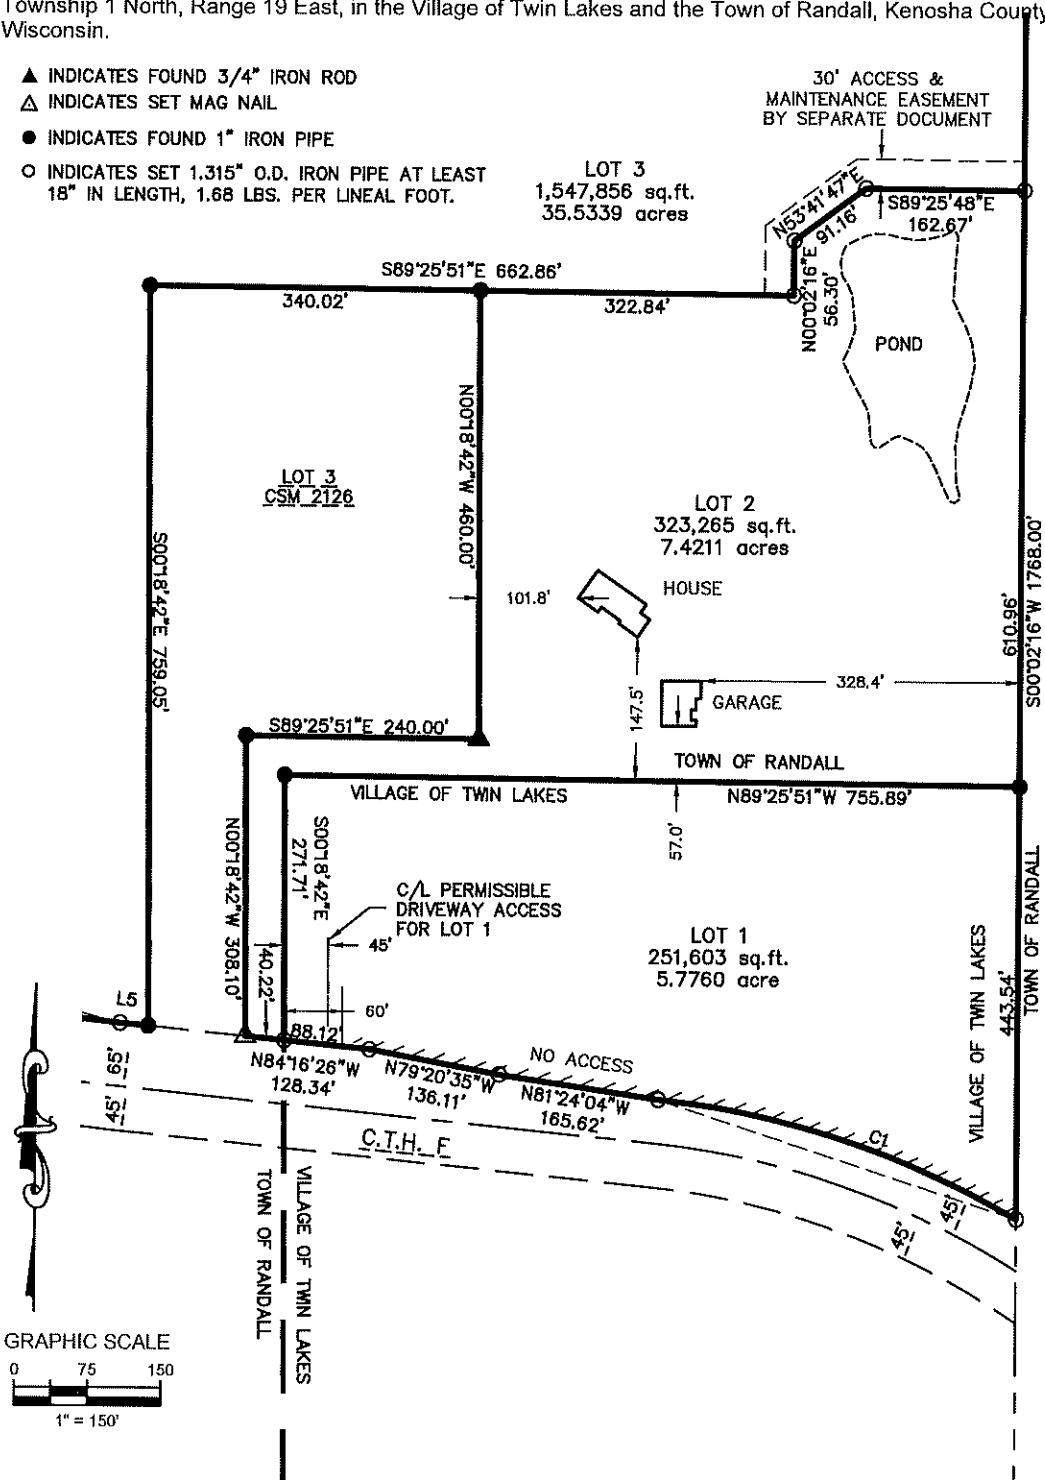 Township 1 North, Range 19 East, in the Village of Twin Lakes and the Town of Randall, Kenosha County
Wisconsin.
▲ INDICATES FOUND 3/4" IRON ROD
△ INDICATES SET MAG NAIL
● INDICATES FOUND 1" IRON PIPE
○ INDICATES SET 1.315" O.D. IRON PIPE AT LEAST
18" IN LENGTH, 1.68 LBS. PER LINEAL FOOT.
30' ACCESS &
MAINTENANCE EASEMENT
BY SEPARATE DOCUMENT
LOT 3
1,547,856 sq.ft.
35.5339 acres
N53°41'47"E
91.16'
S89°25'48"E
162.67'
N00°02'16"E
56.30'
S89°25'51"E 662.86'
340.02'
322.84'
POND
N00°18'42"W 460.00'
LOT 3
CSM 2126
LOT 2
323,265 sq.ft.
7.4211 acres
S00°18'42"E 759.05'
HOUSE
101.8'
610.96'
S00°02'16"W 1768.00'
328.4'
147.5'
GARAGE
S89°25'51"E 240.00'
TOWN OF RANDALL
VILLAGE OF TWIN LAKES
N89°25'51"W 755.89'
57.0'
N00°18'42"W 308.10'
S00°18'42"E
271.71'
C/L PERMISSIBLE
DRIVEWAY ACCESS
FOR LOT 1
45'
40.22'
60'
LOT 1
251,603 sq.ft.
5.7760 acre
VILLAGE OF TWIN LAKES
443.54'
TOWN OF RANDALL
L5
88.12'
NO ACCESS
N84°16'26"W
128.34'
N79°20'35"W
136.11'
N81°24'04"W
165.62'
65'
45'
C.T.H. F
C1
45'
45'
TOWN OF RANDALL
VILLAGE OF TWIN LAKES
GRAPHIC SCALE
0 75 150
1" = 150'